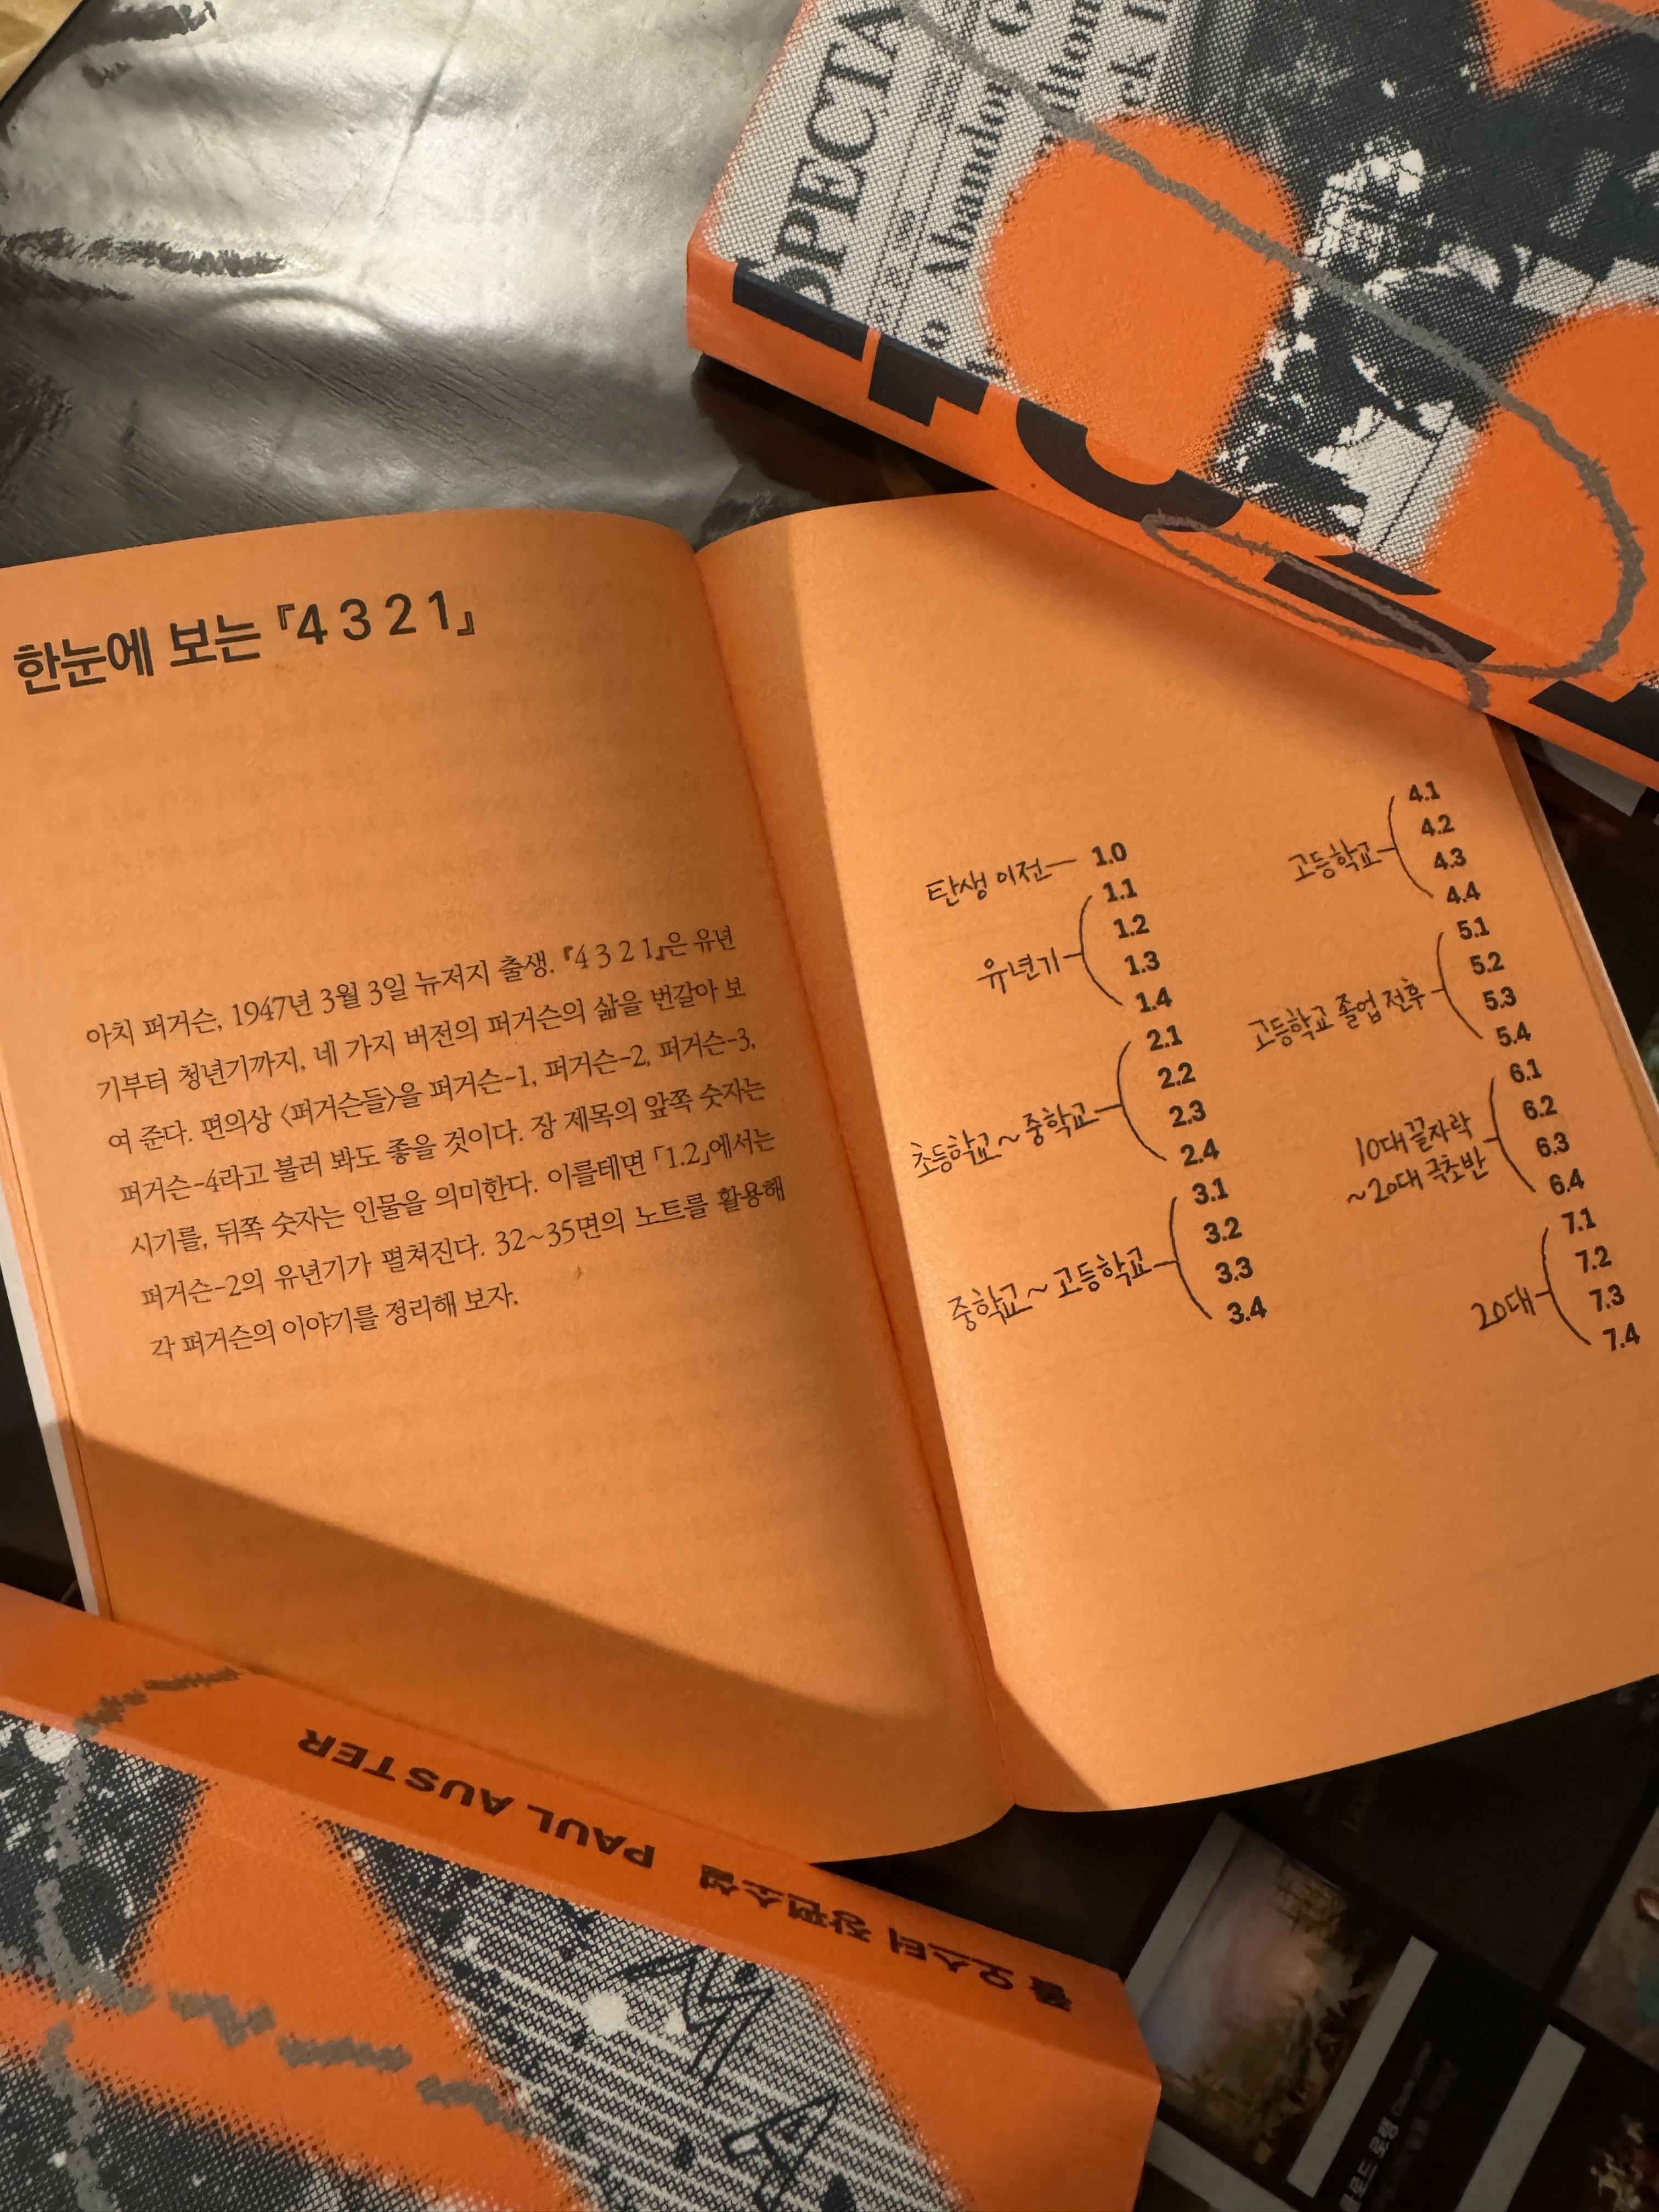 SPECTA
to Abandon G
한눈에 보는 『4 3 2 1』
아치 퍼거슨, 1947년 3월 3일 뉴저지 출생. 『4 3 2 1』은 유년
기부터 청년기까지, 네 가지 버전의 퍼거슨의 삶을 번갈아 보
여 준다. 편의상 〈퍼거슨들〉을 퍼거슨-1, 퍼거슨-2, 퍼거슨-3,
퍼거슨-4라고 불러 봐도 좋을 것이다. 장 제목의 앞쪽 숫자는
시기를, 뒤쪽 숫자는 인물을 의미한다. 이를테면 「1.2」에서는
퍼거슨-2의 유년기가 펼쳐진다. 32~35면의 노트를 활용해
각 퍼거슨의 이야기를 정리해 보자.
탄생 이전 1.0
유년기
1.1
1.2
1.3
1.4
초등학교~중학교
2.1
2.2
2.3
2.4
중학교~고등학교
3.1
3.2
3.3
3.4
고등학교
4.1
4.2
4.3
4.4
고등학교 졸업 전후
5.1
5.2
5.3
5.4
10대 끝자락
~20대 극초반
6.1
6.2
6.3
6.4
20대
7.1
7.2
7.3
7.4
폴 오스터 장편소설 PAUL AUSTER
클로드 로랭